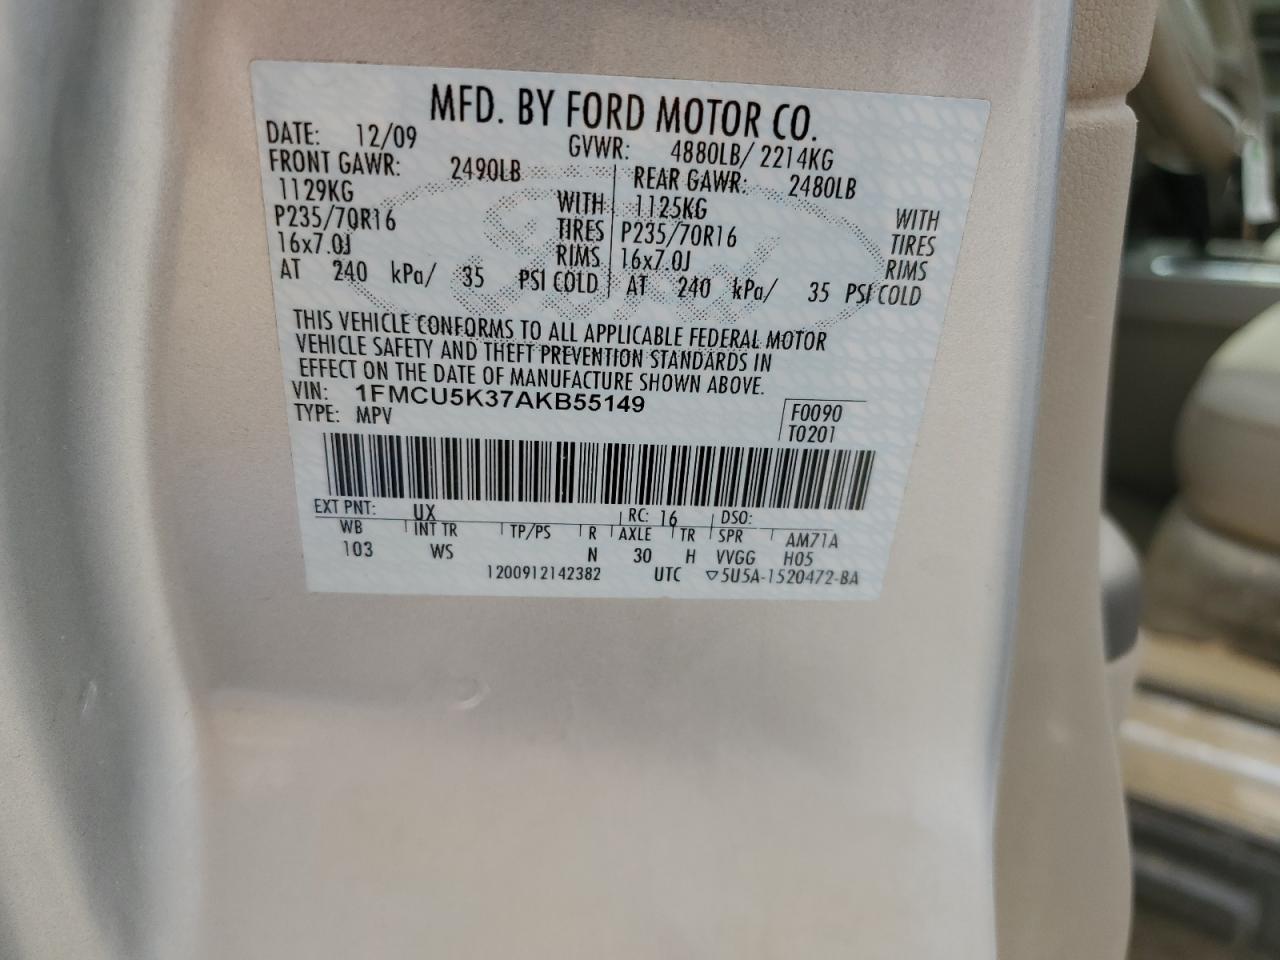 MFD. BY FORD MOTOR CO.
DATE: 12/09 GVWR: 4880LB/ 2214KG
FRONT GAWR: 2490LB REAR GAWR: 2480LB
1129KG WITH 1125KG WITH
P235/70R16 TIRES P235/70R16 TIRES
16x7.0J RIMS 16x7.0J RIMS
AT 240 kPa/ 35 PSI COLD AT 240 kPa/ 35 PSI COLD
THIS VEHICLE CONFORMS TO ALL APPLICABLE FEDERAL MOTOR
VEHICLE SAFETY AND THEFT PREVENTION STANDARDS IN
EFFECT ON THE DATE OF MANUFACTURE SHOWN ABOVE.
VIN: 1FMCU5K37AKB55149 F0090
TYPE: MPV T0201
EXT PNT: UX RC: 16 DSO:
WB INT TR TP/PS R AXLE TR SPR AM71A
103 WS N 30 H VVGG H05
1200912142382 UTC ▽5U5A-1520472-BA